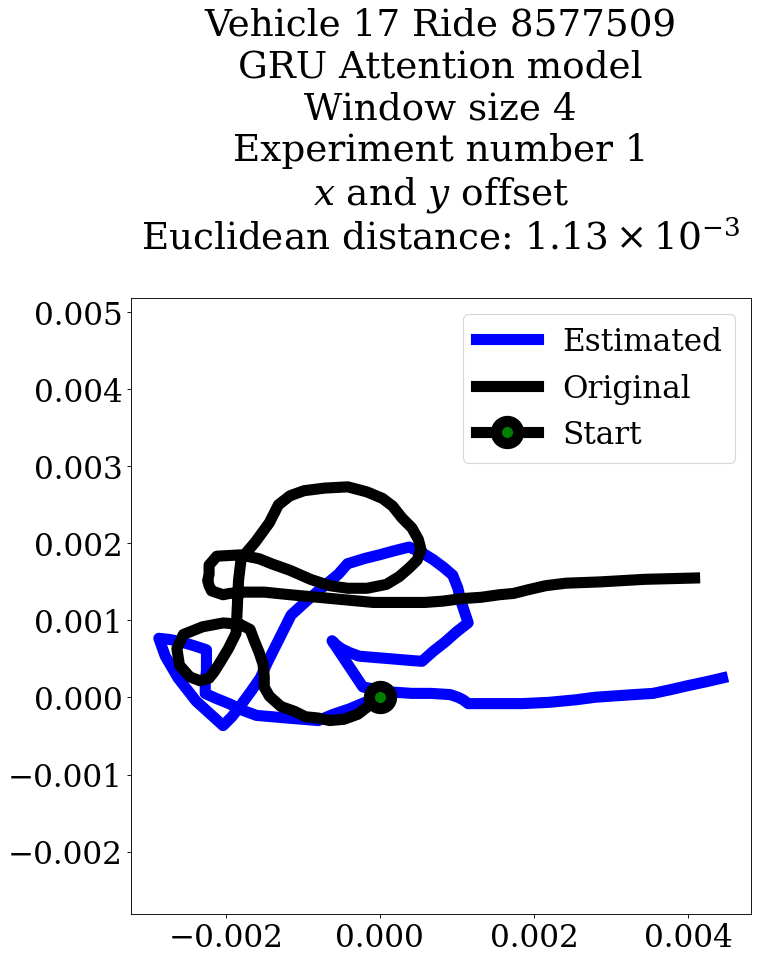 Vehicle 17 Ride 8577509
GRU Attention model
Window size 4
Experiment number 1
x and y offset
Euclidean distance: 1.13 × 10⁻³
Estimated
Original
Start
0.005
0.004
0.003
0.002
0.001
0.000
−0.001
−0.002
−0.002 0.000 0.002 0.004